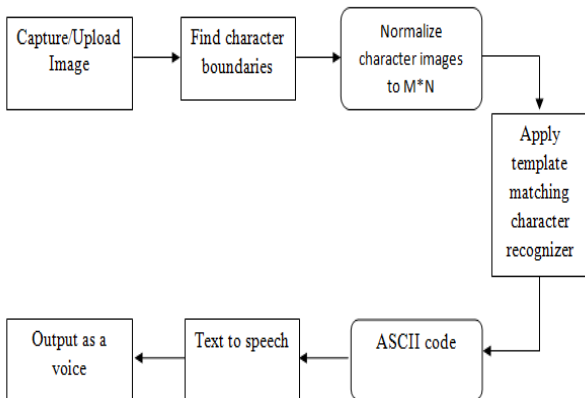 Capture/Upload
Image
Find character
boundaries
Normalize
character images
to M*N
Apply
template
matching
character
recognizer
ASCII code
Text to speech
Output as a
voice